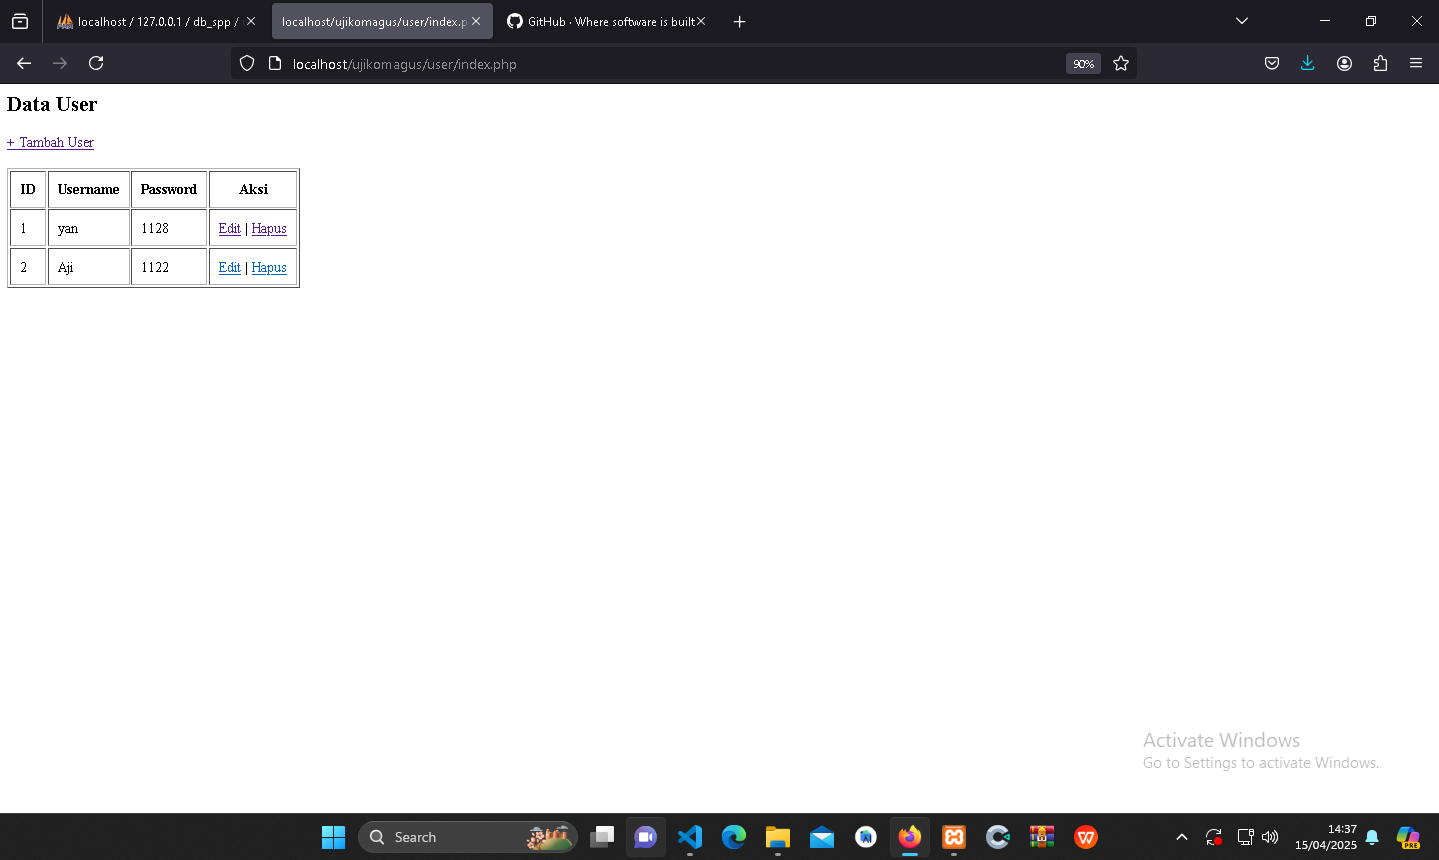 localhost / 127.0.0.1 / db_spp /
localhost/ujikomagus/user/index.p
GitHub · Where software is built
localhost/ujikomagus/user/index.php
90%
Data User
+ Tambah User
ID Username Password Aksi
1 yan 1128 Edit | Hapus
2 Aji 1122 Edit | Hapus
Activate Windows
Go to Settings to activate Windows.
Search
14:37
15/04/2025
PRE